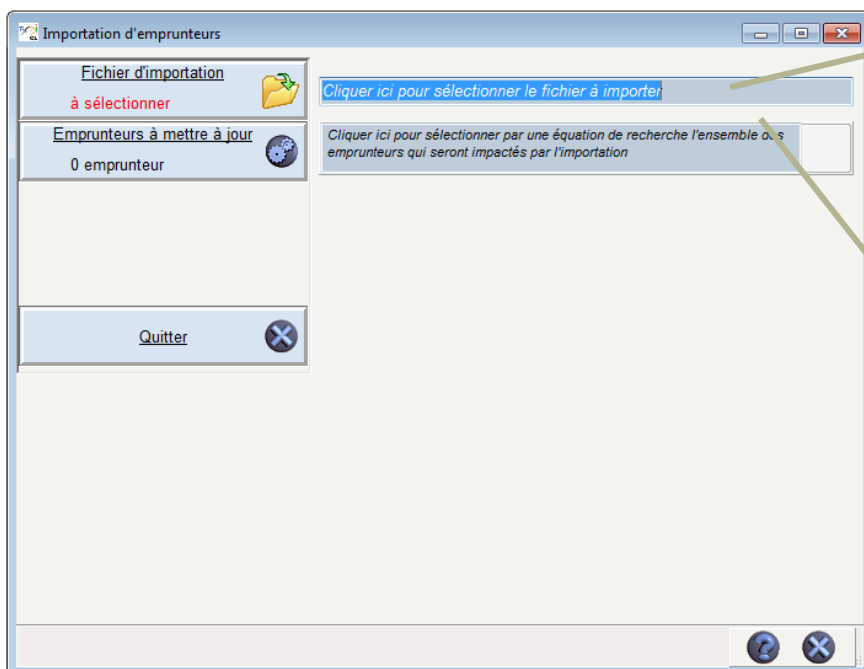 Importation d'emprunteurs
Fichier d'importation
à sélectionner
Cliquer ici pour sélectionner le fichier à importer
Emprunteurs à mettre à jour
0 emprunteur
Cliquer ici pour sélectionner par une équation de recherche l'ensemble des
emprunteurs qui seront impactés par l'importation
Quitter